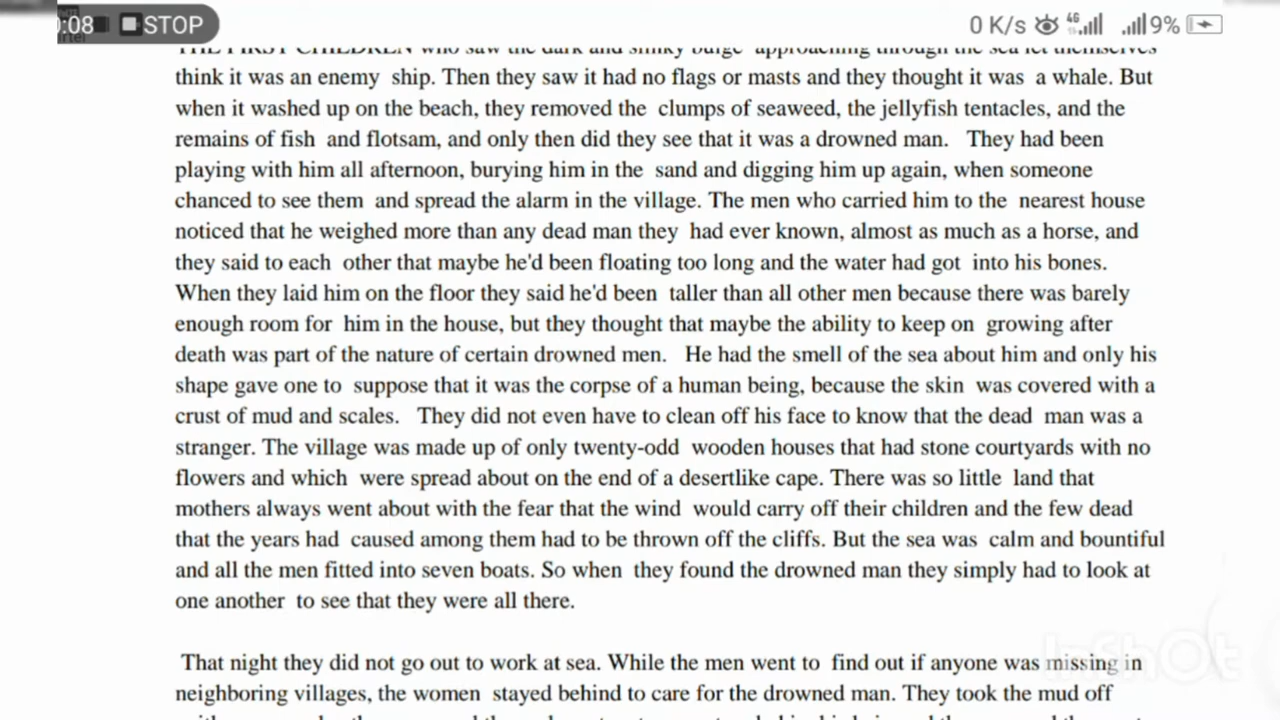 0:08 STOP 0 K/s 4G 9%
THE FIRST CHILDREN who saw the dark and slinky bulge approaching through the sea let themselves
think it was an enemy ship. Then they saw it had no flags or masts and they thought it was a whale. But
when it washed up on the beach, they removed the clumps of seaweed, the jellyfish tentacles, and the
remains of fish and flotsam, and only then did they see that it was a drowned man. They had been
playing with him all afternoon, burying him in the sand and digging him up again, when someone
chanced to see them and spread the alarm in the village. The men who carried him to the nearest house
noticed that he weighed more than any dead man they had ever known, almost as much as a horse, and
they said to each other that maybe he'd been floating too long and the water had got into his bones.
When they laid him on the floor they said he'd been taller than all other men because there was barely
enough room for him in the house, but they thought that maybe the ability to keep on growing after
death was part of the nature of certain drowned men. He had the smell of the sea about him and only his
shape gave one to suppose that it was the corpse of a human being, because the skin was covered with a
crust of mud and scales. They did not even have to clean off his face to know that the dead man was a
stranger. The village was made up of only twenty-odd wooden houses that had stone courtyards with no
flowers and which were spread about on the end of a desertlike cape. There was so little land that
mothers always went about with the fear that the wind would carry off their children and the few dead
that the years had caused among them had to be thrown off the cliffs. But the sea was calm and bountiful
and all the men fitted into seven boats. So when they found the drowned man they simply had to look at
one another to see that they were all there.
That night they did not go out to work at sea. While the men went to find out if anyone was missing in
neighboring villages, the women stayed behind to care for the drowned man. They took the mud off
InShOt